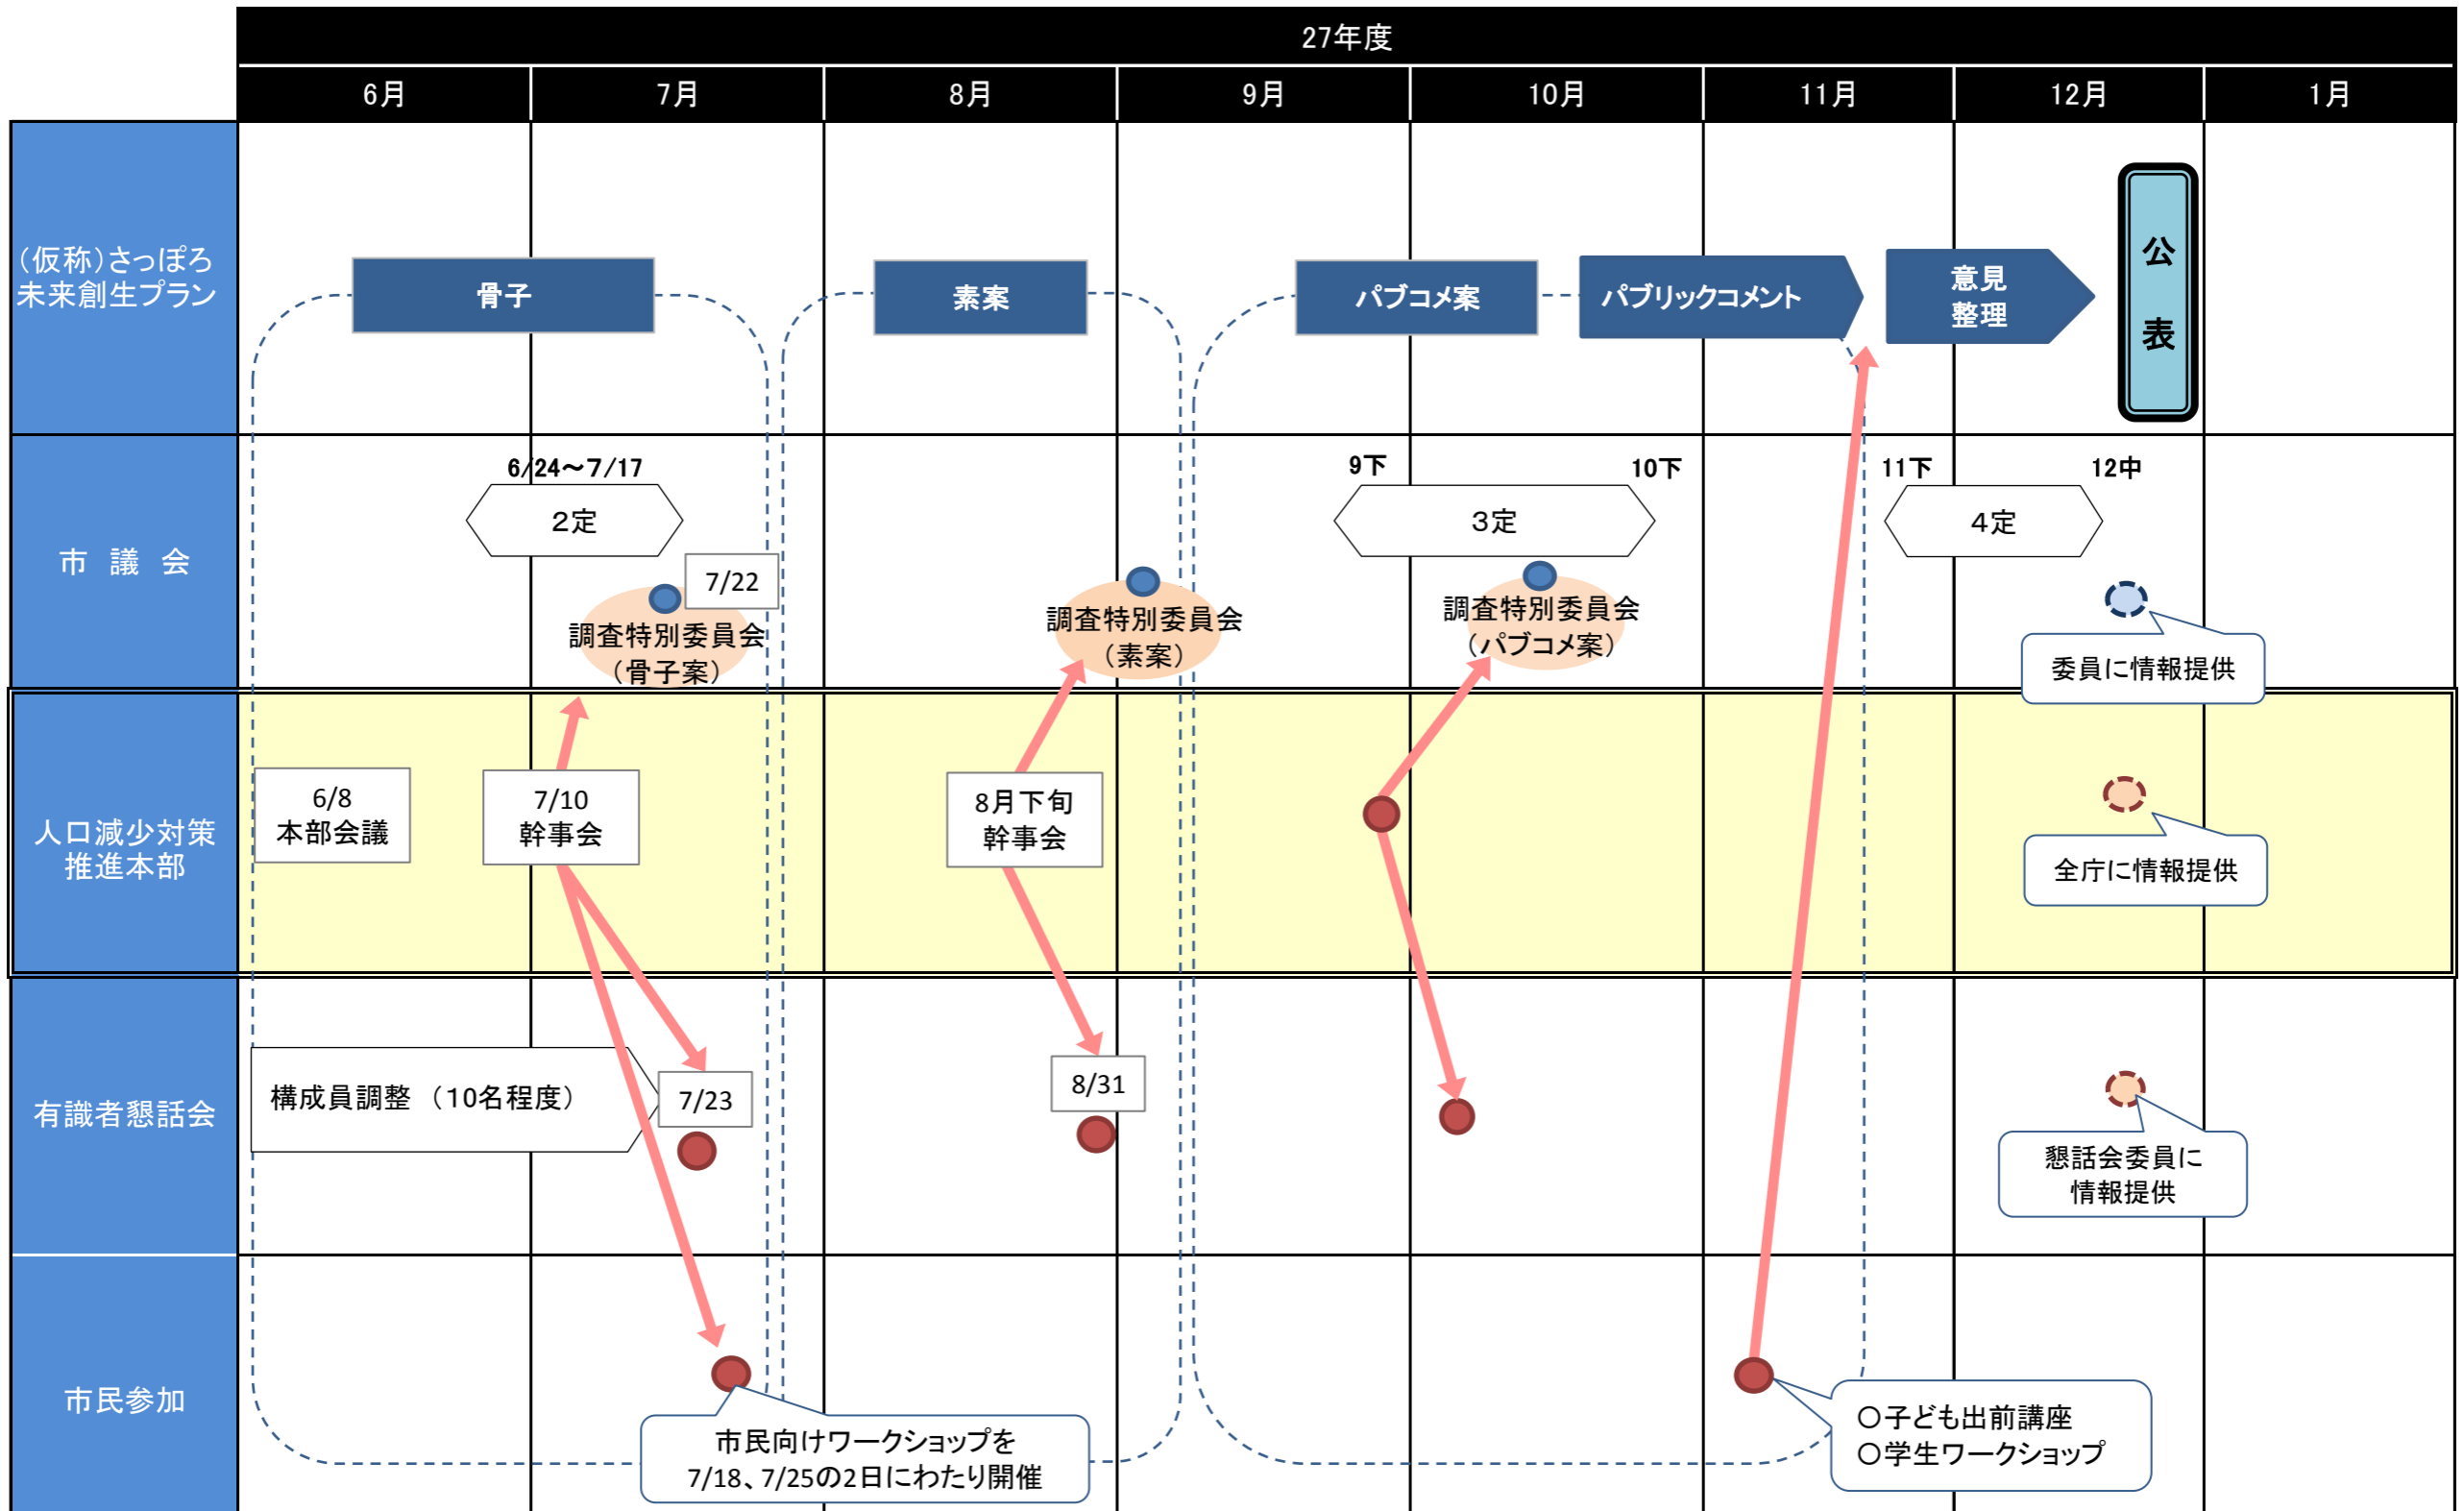 27年度
6月
7月
8月
9月
10月
11月
12月
1月
（仮称）さっぽろ
未来創生プラン
骨子
素案
パブコメ案
パブリックコメント
意見
整理
公
表
市　議　会
6/24～7/17
2定
7/22
調査特別委員会
（骨子案）
調査特別委員会
（素案）
9下
10下
3定
調査特別委員会
（パブコメ案）
11下
12中
4定
委員に情報提供
人口減少対策
推進本部
6/8
本部会議
7/10
幹事会
8月下旬
幹事会
全庁に情報提供
有識者懇話会
構成員調整 （10名程度）
7/23
8/31
懇話会委員に
情報提供
市民参加
市民向けワークショップを
7/18、7/25の2日にわたり開催
○子ども出前講座
○学生ワークショップ